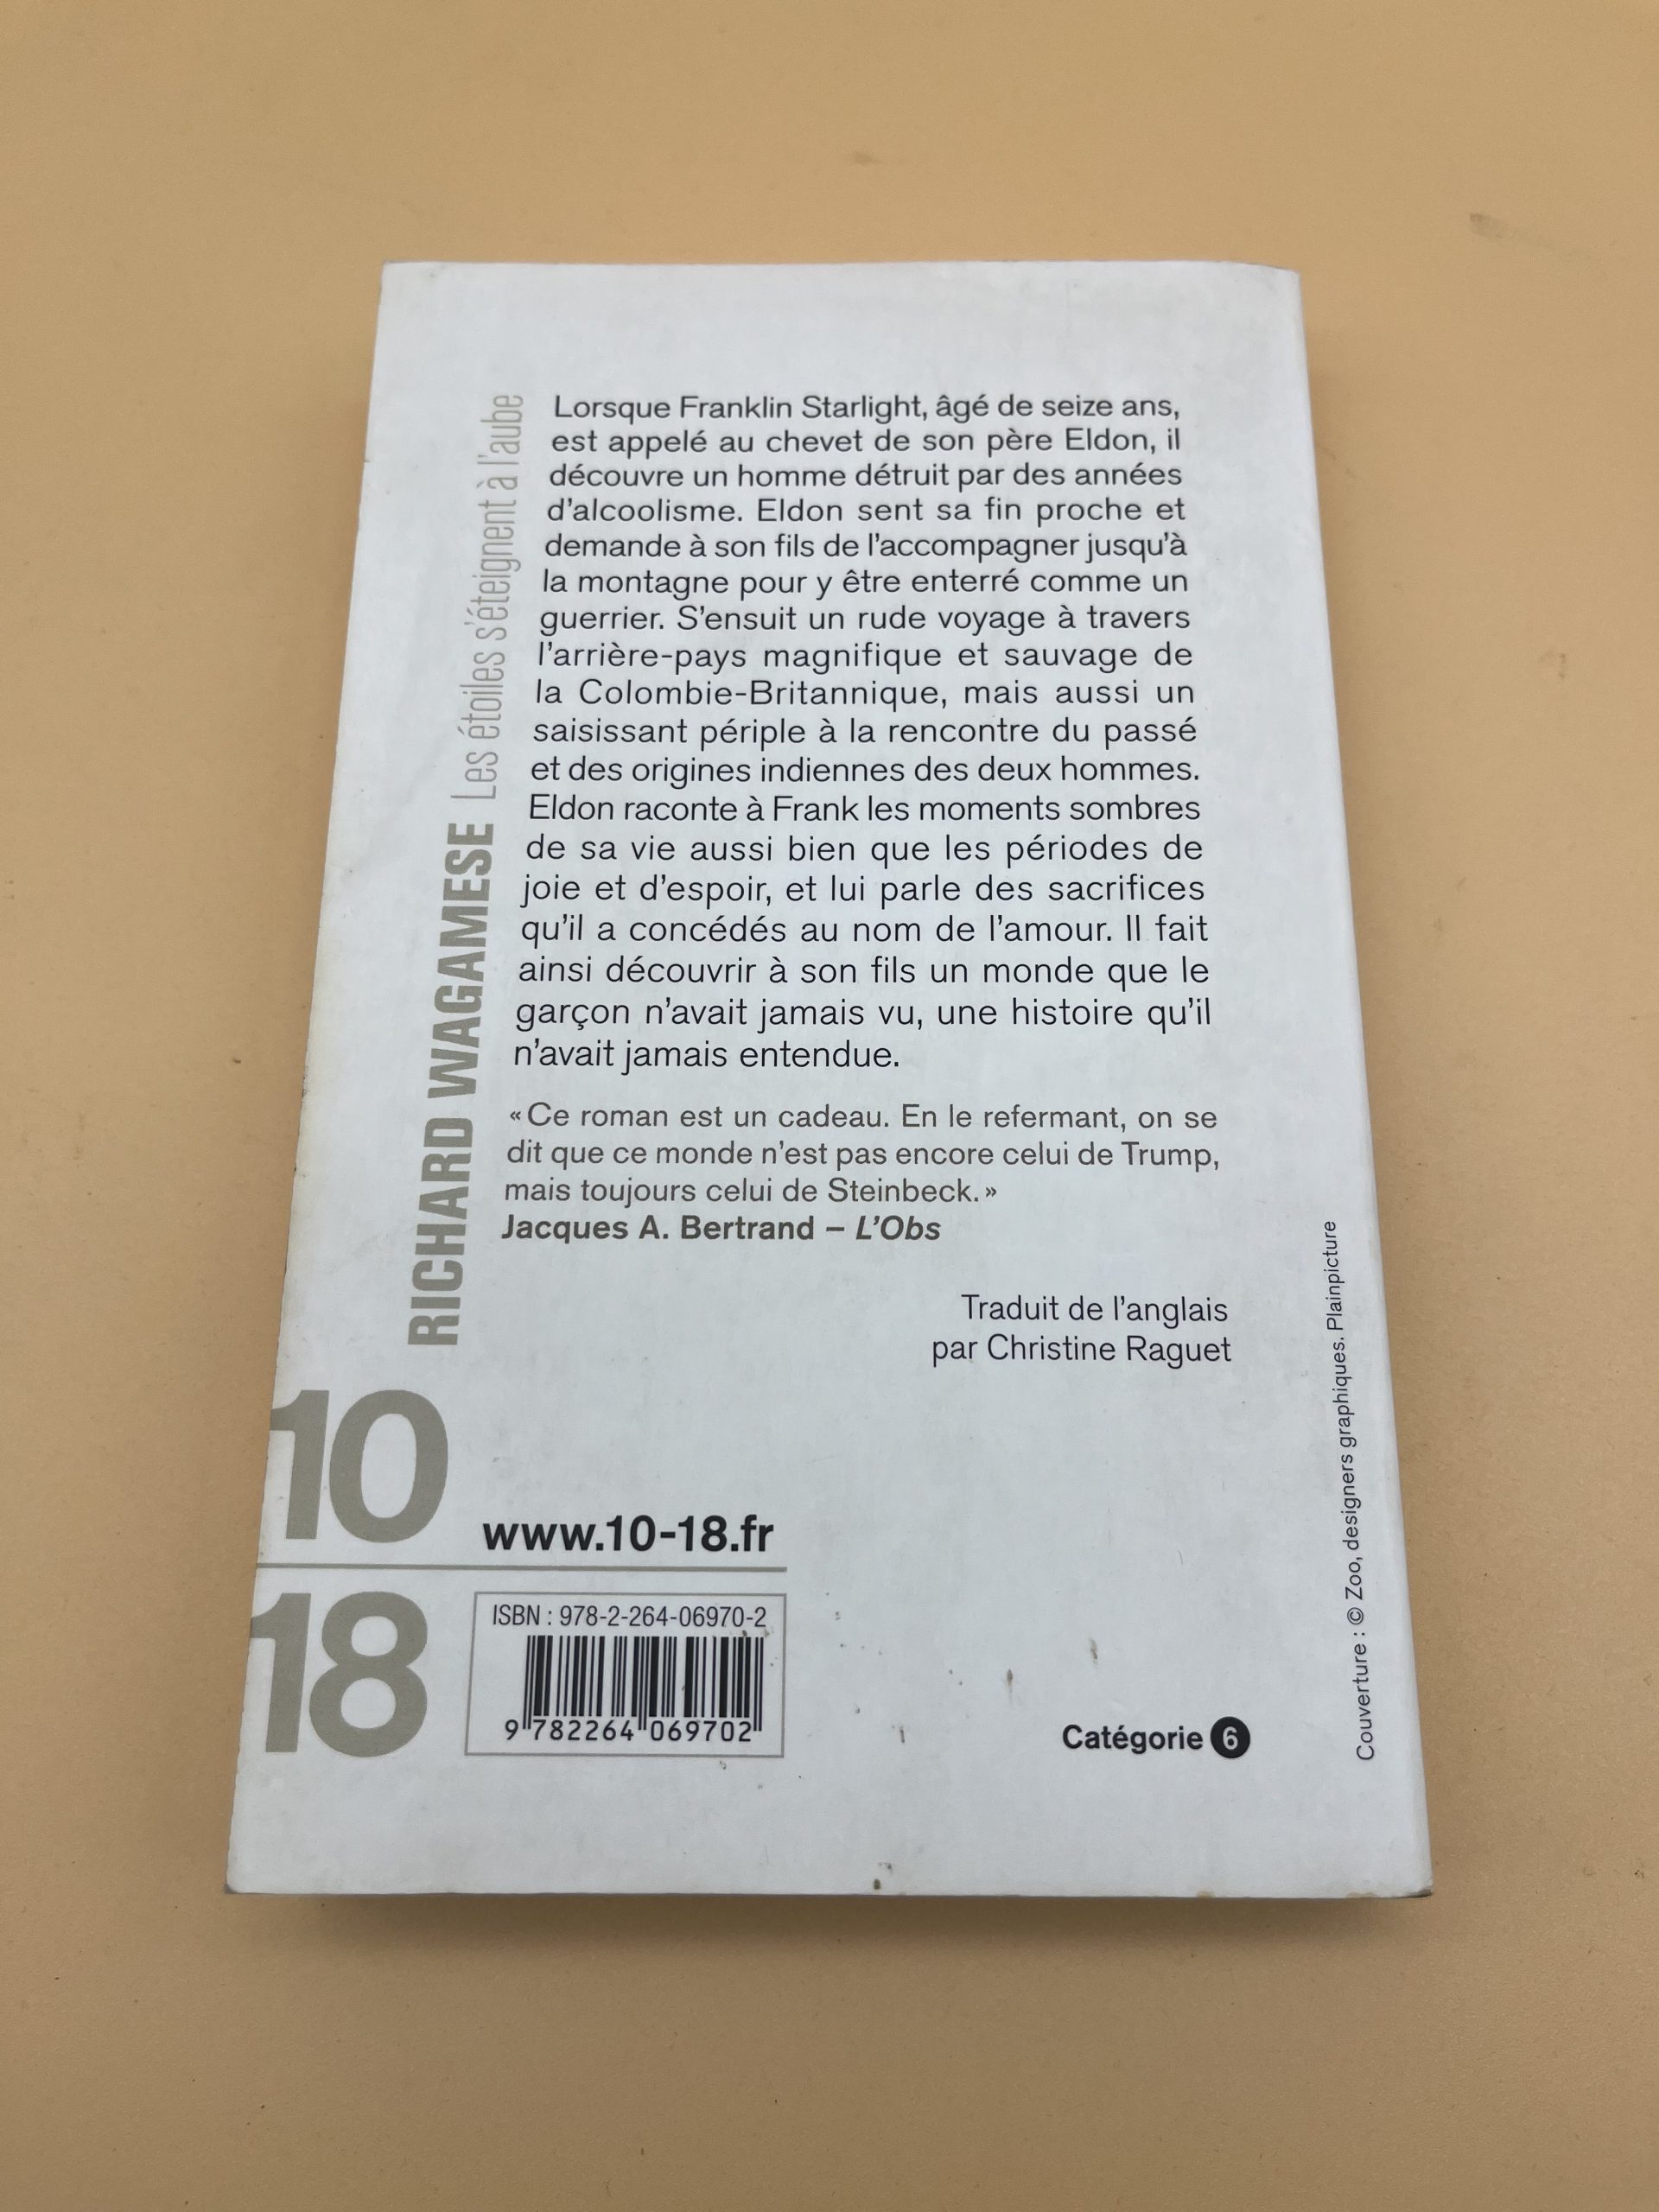 RICHARD WAGAMESE Les étoiles s'éteignent à l'aube
Lorsque Franklin Starlight, âgé de seize ans,
est appelé au chevet de son père Eldon, il
découvre un homme détruit par des années
d'alcoolisme. Eldon sent sa fin proche et
demande à son fils de l'accompagner jusqu'à
la montagne pour y être enterré comme un
guerrier. S'ensuit un rude voyage à travers
l'arrière-pays magnifique et sauvage de
la Colombie-Britannique, mais aussi un
saisissant périple à la rencontre du passé
et des origines indiennes des deux hommes.
Eldon raconte à Frank les moments sombres
de sa vie aussi bien que les périodes de
joie et d'espoir, et lui parle des sacrifices
qu'il a concédés au nom de l'amour. Il fait
ainsi découvrir à son fils un monde que le
garçon n'avait jamais vu, une histoire qu'il
n'avait jamais entendue.
« Ce roman est un cadeau. En le refermant, on se
dit que ce monde n'est pas encore celui de Trump,
mais toujours celui de Steinbeck. »
Jacques A. Bertrand – L'Obs
Traduit de l'anglais
par Christine Raguet
10
18
www.10-18.fr
ISBN : 978-2-264-06970-2
9 782264 069702
Catégorie 6
Couverture : © Zoo, designers graphiques. Plainpicture